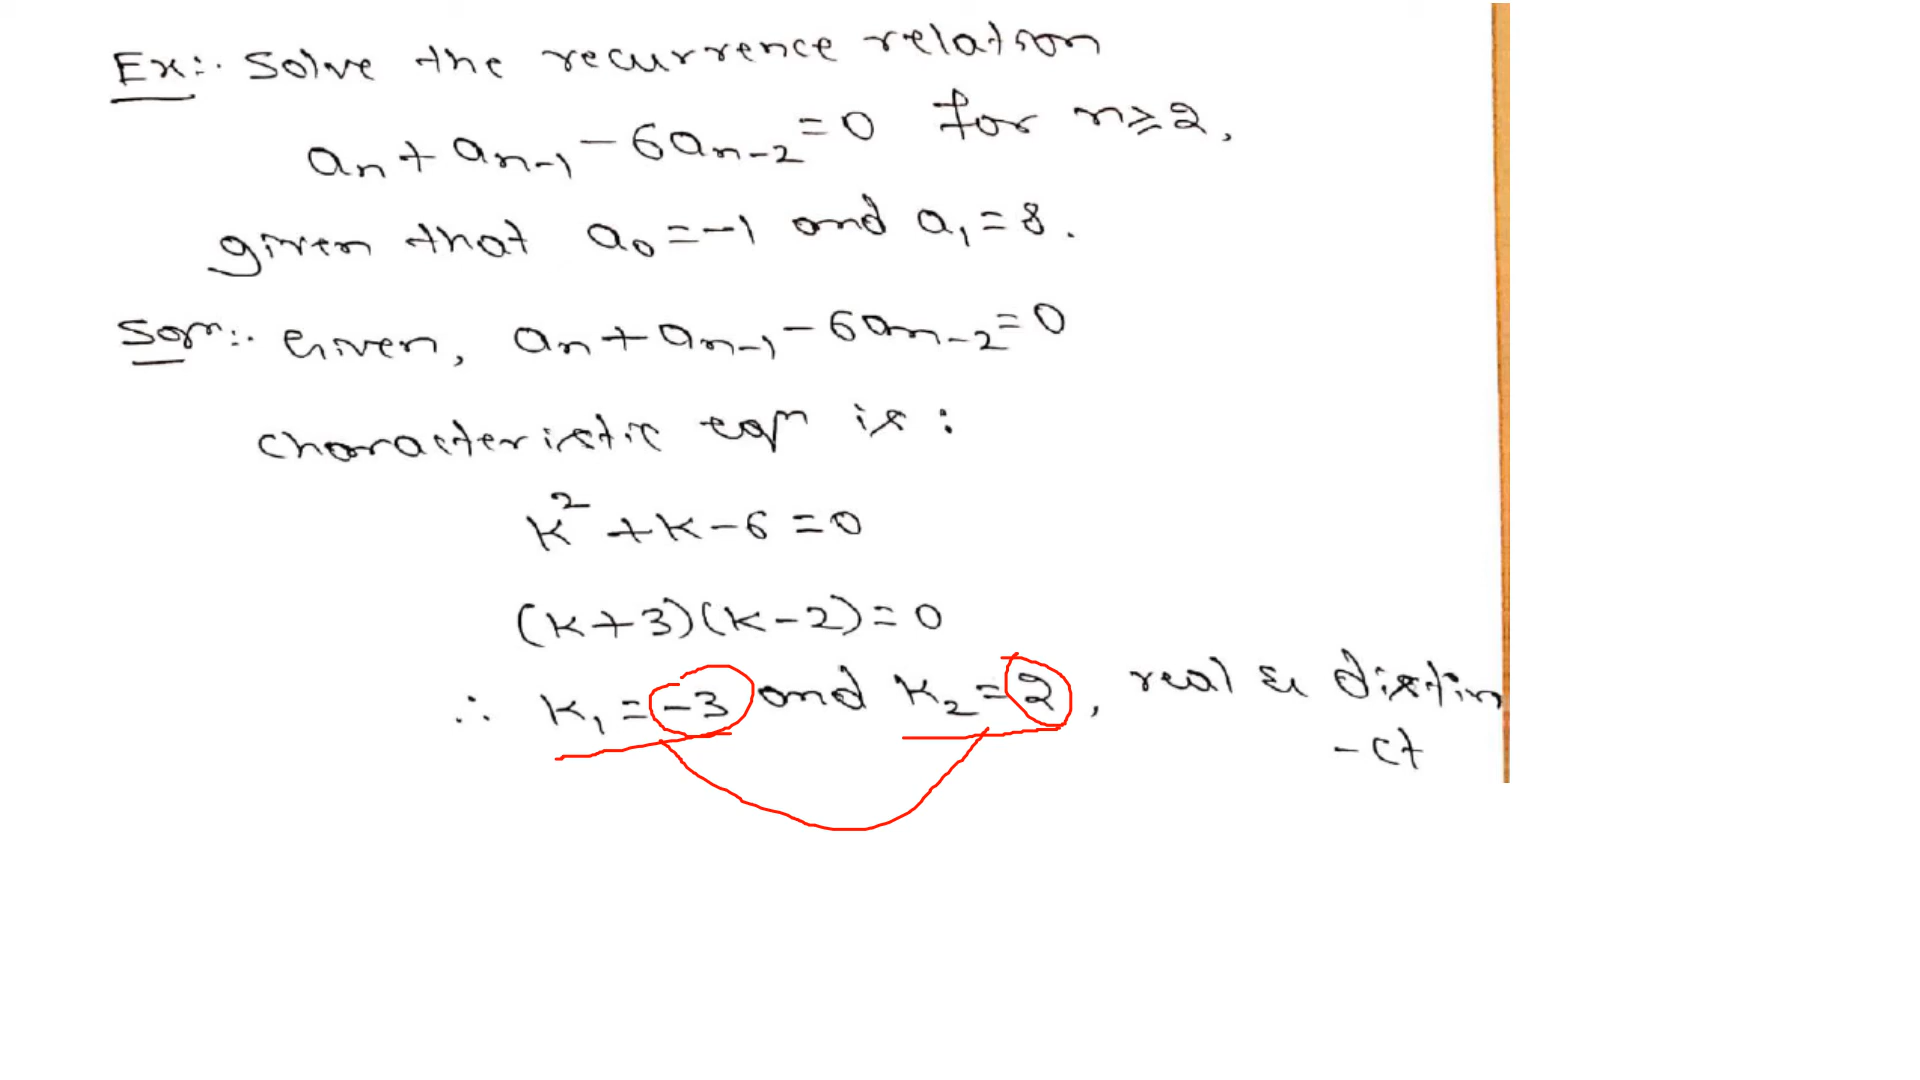 Ex:- Solve the recurrence relation
aₙ + aₙ₋₁ - 6aₙ₋₂ = 0 for n ≥ 2,
given that a₀ = -1 and a₁ = 8.
Soln:- Given, aₙ + aₙ₋₁ - 6aₙ₋₂ = 0
characteristic eqn is :
k² + k - 6 = 0
(k+3)(k-2) = 0
∴ k₁ = -3 and k₂ = 2, real & distin
-ct